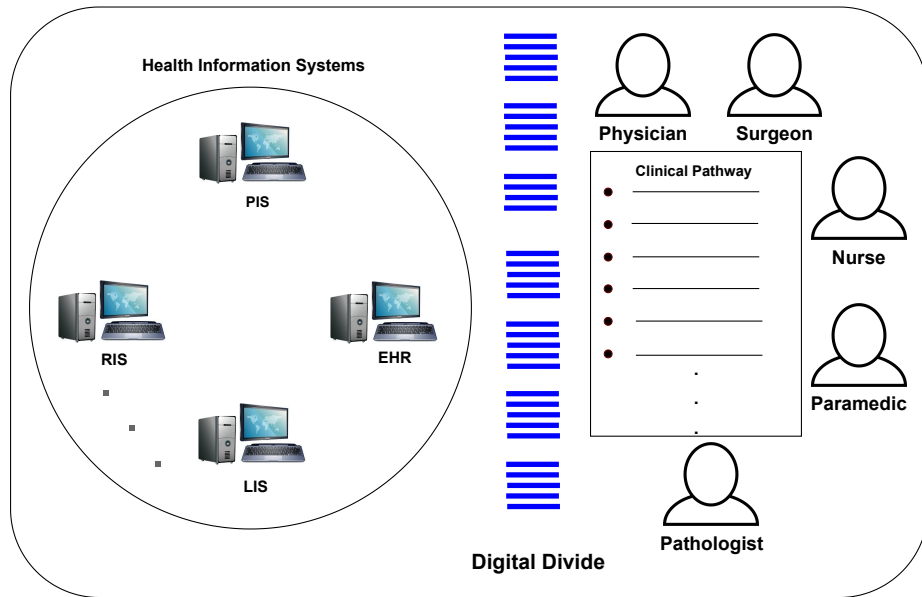 Health Information Systems
PIS
RIS
EHR
LIS
Digital Divide
Physician
Surgeon
Clinical Pathway
Nurse
Paramedic
Pathologist